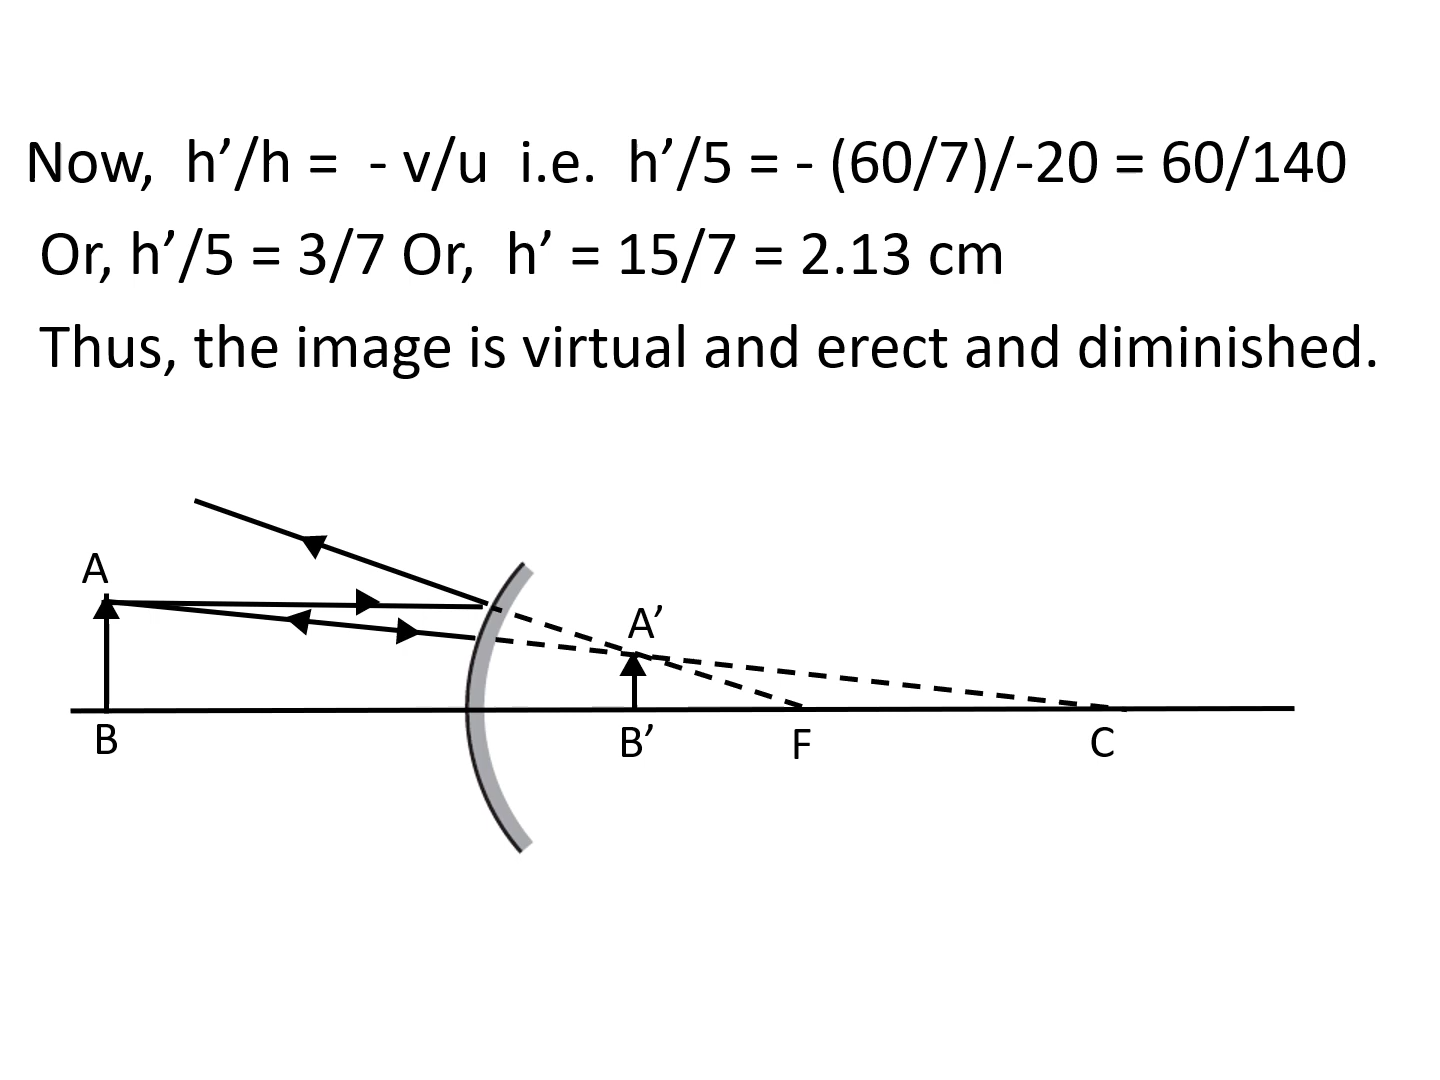 Now, h’/h = - v/u i.e. h’/5 = - (60/7)/-20 = 60/140
Or, h’/5 = 3/7 Or, h’ = 15/7 = 2.13 cm
Thus, the image is virtual and erect and diminished.
A
A’
B
B’
F
C